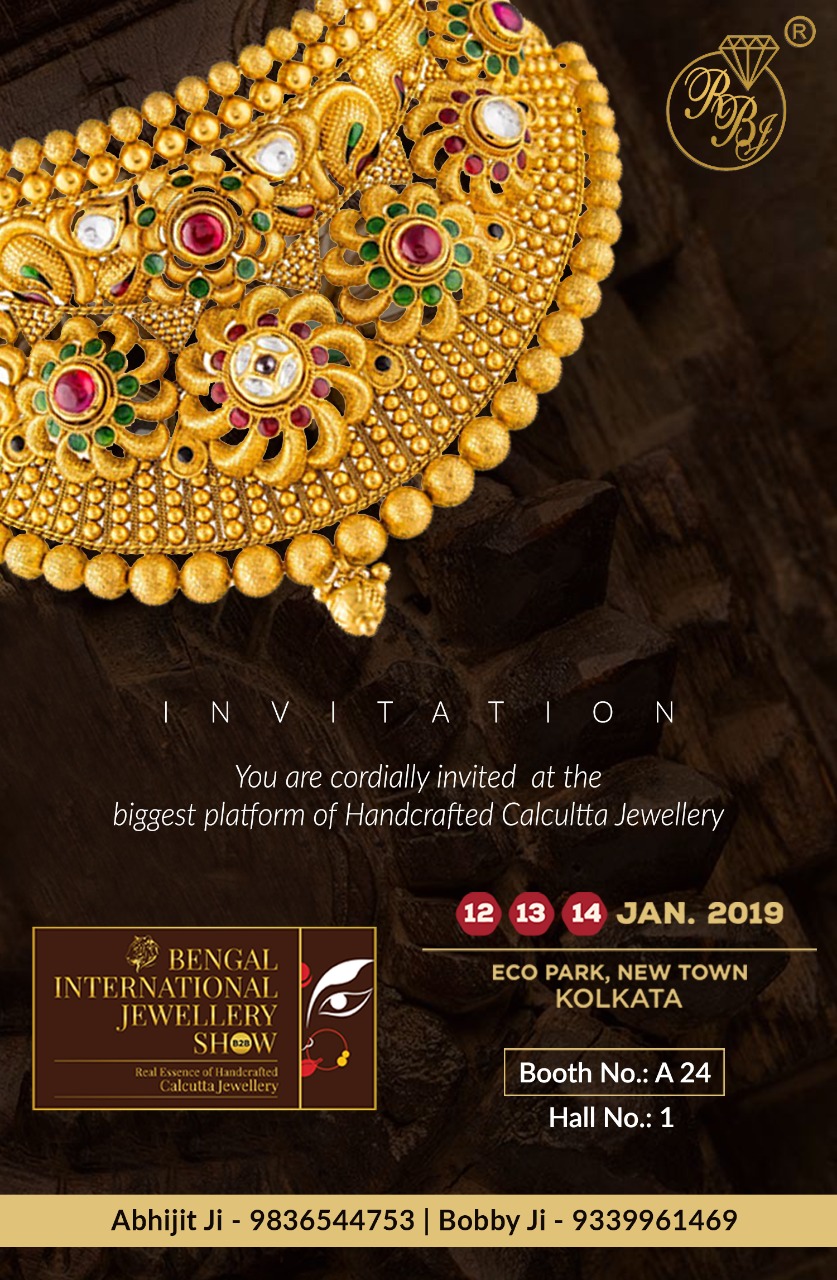 ®
RBJ
INVITATION
You are cordially invited at the
biggest platform of Handcrafted Calcultta Jewellery
12 13 14 JAN. 2019
ECO PARK, NEW TOWN
KOLKATA
BENGAL
INTERNATIONAL
JEWELLERY
SHOW
B2B
Real Essence of Handcrafted
Calcutta Jewellery
Booth No.: A 24
Hall No.: 1
Abhijit Ji - 9836544753 | Bobby Ji - 9339961469